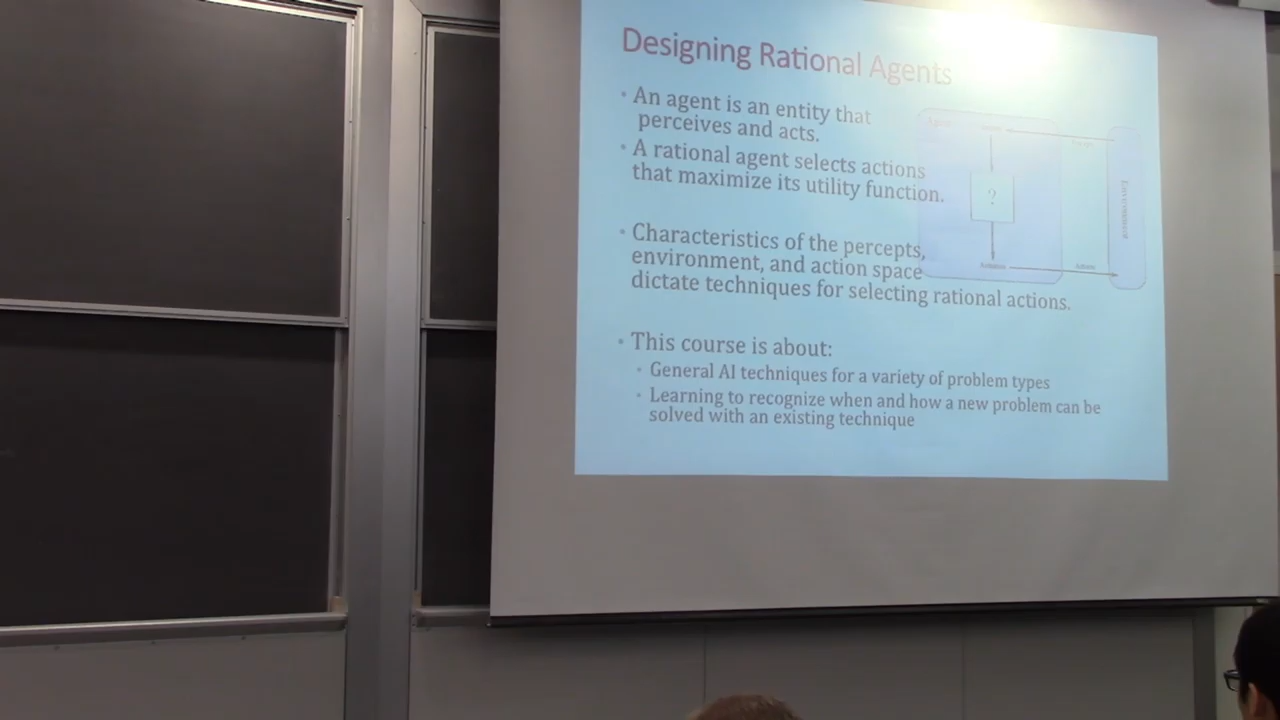 Designing Rational Agents
• An agent is an entity that
perceives and acts.
• A rational agent selects actions
that maximize its utility function.
• Characteristics of the percepts,
environment, and action space
dictate techniques for selecting rational actions.
• This course is about:
• General AI techniques for a variety of problem types
• Learning to recognize when and how a new problem can be
solved with an existing technique
?
Environment